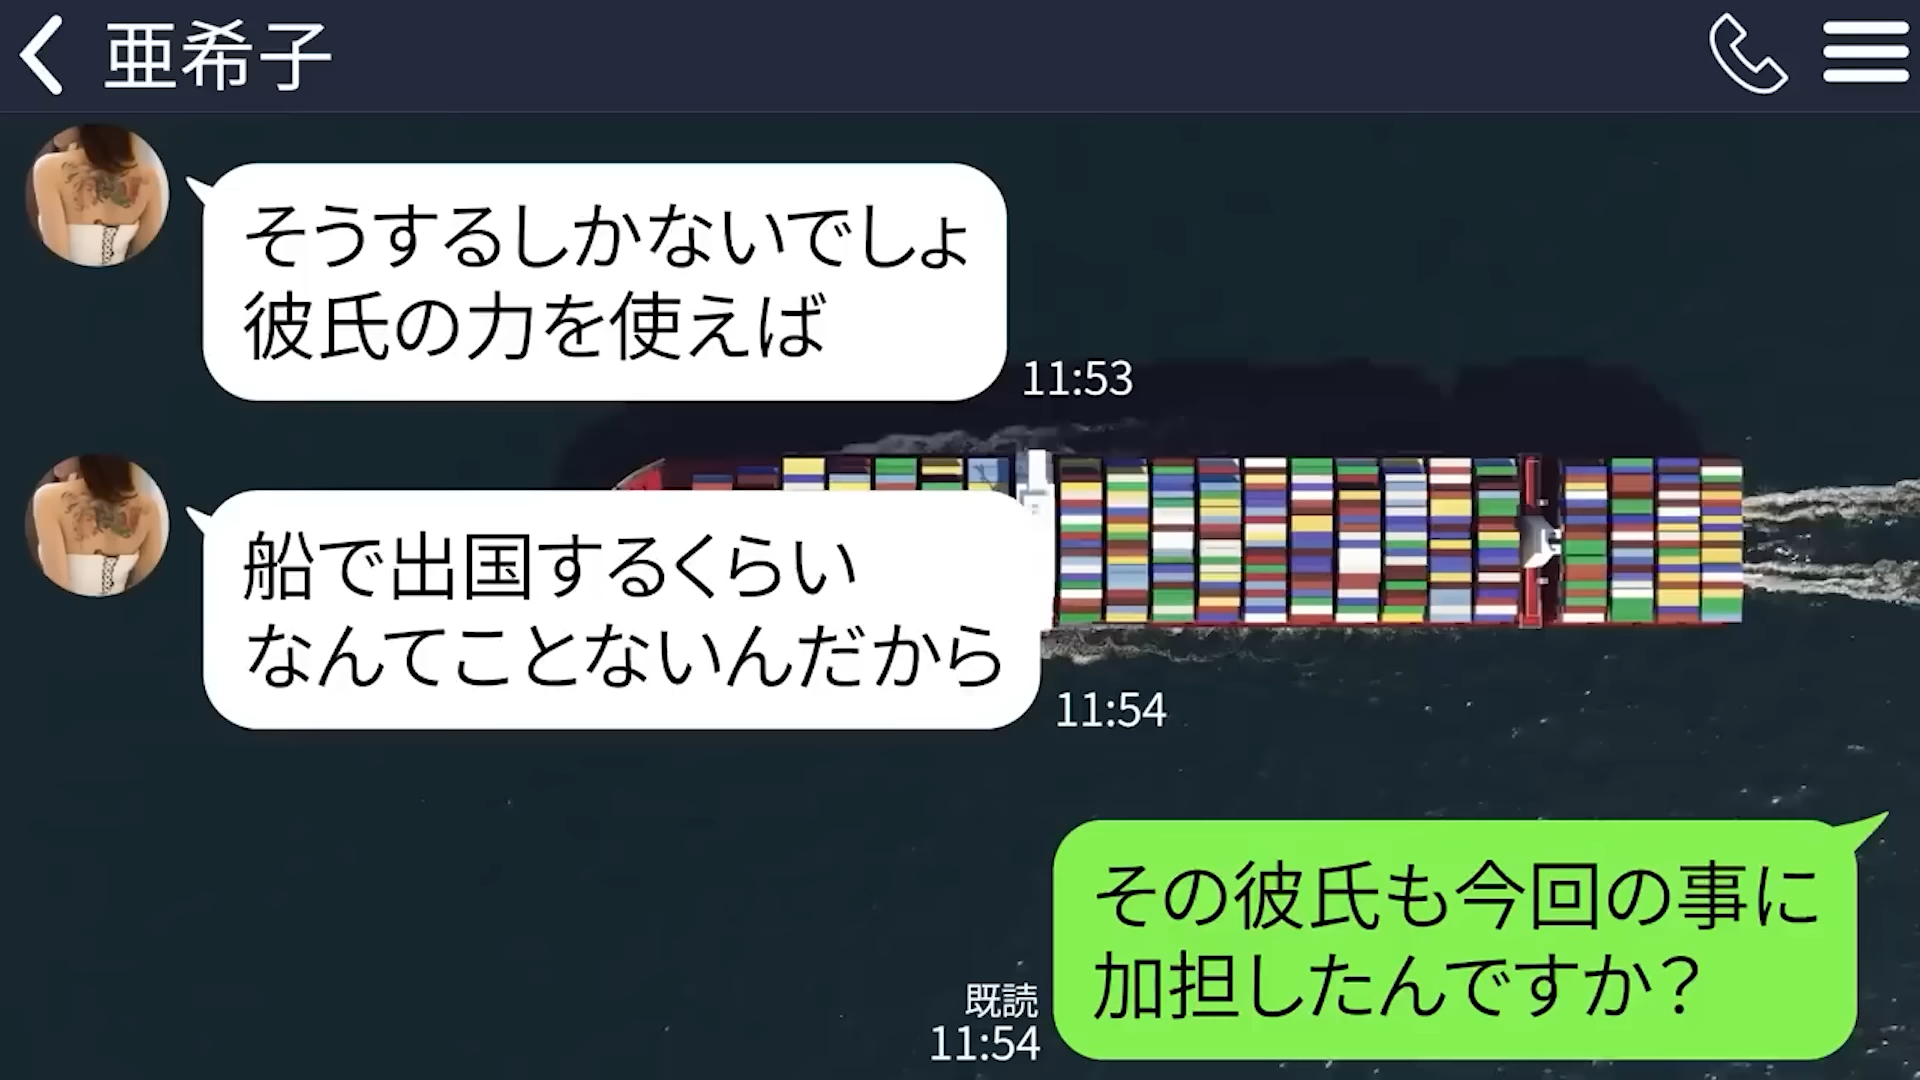 亜希子
そうするしかないでしょ
彼氏の力を使えば
11:53
船で出国するくらい
なんてことないんだから
11:54
その彼氏も今回の事に
加担したんですか?
既読
11:54